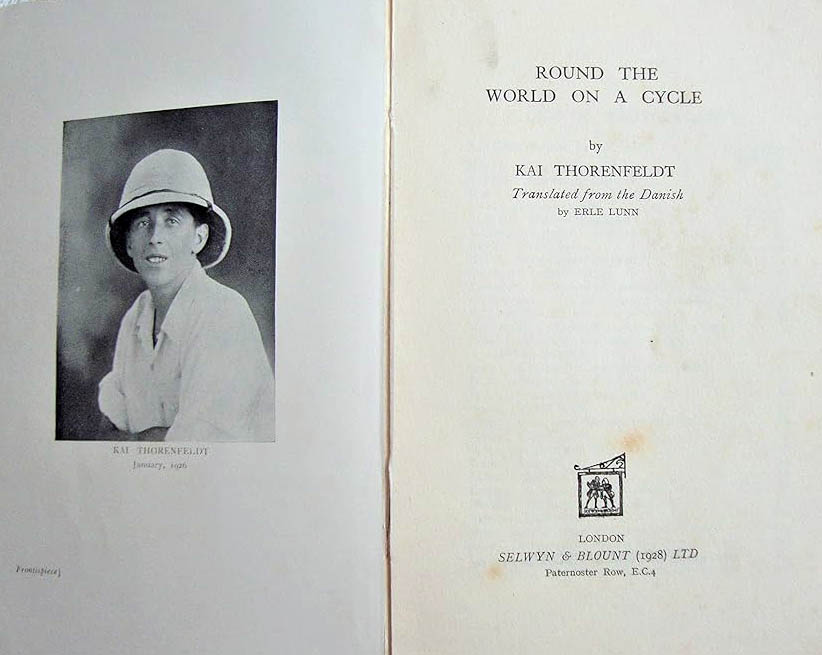 KAI THORENFELDT
January, 1926
Frontispiece]
ROUND THE
WORLD ON A CYCLE
by
KAI THORENFELDT
Translated from the Danish
by ERLE LUNN
LONDON
SELWYN & BLOUNT (1928) LTD
Paternoster Row, E.C.4